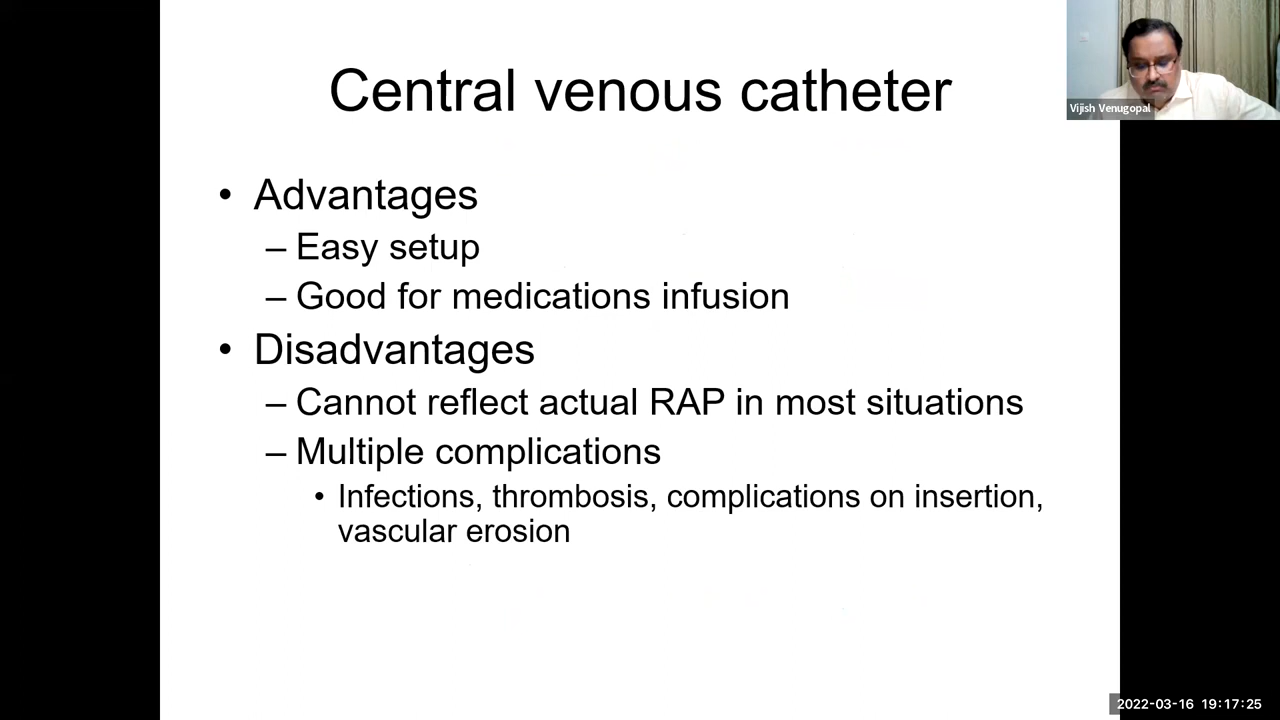 Central venous catheter
Vijish Venugopal
• Advantages
– Easy setup
– Good for medications infusion
• Disadvantages
– Cannot reflect actual RAP in most situations
– Multiple complications
• Infections, thrombosis, complications on insertion,
vascular erosion
2022-03-16 19:17:25